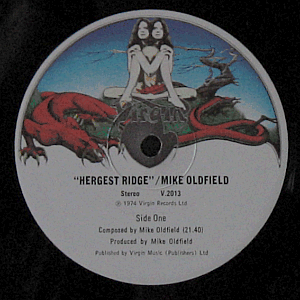 Virgin
"HERGEST RIDGE"/MIKE OLDFIELD
Stereo V 2013
℗ 1974 Virgin Records Ltd
Side One
Composed by Mike Oldfield (21.40)
Produced by Mike Oldfield
Published by Virgin Music (Publishers) Ltd